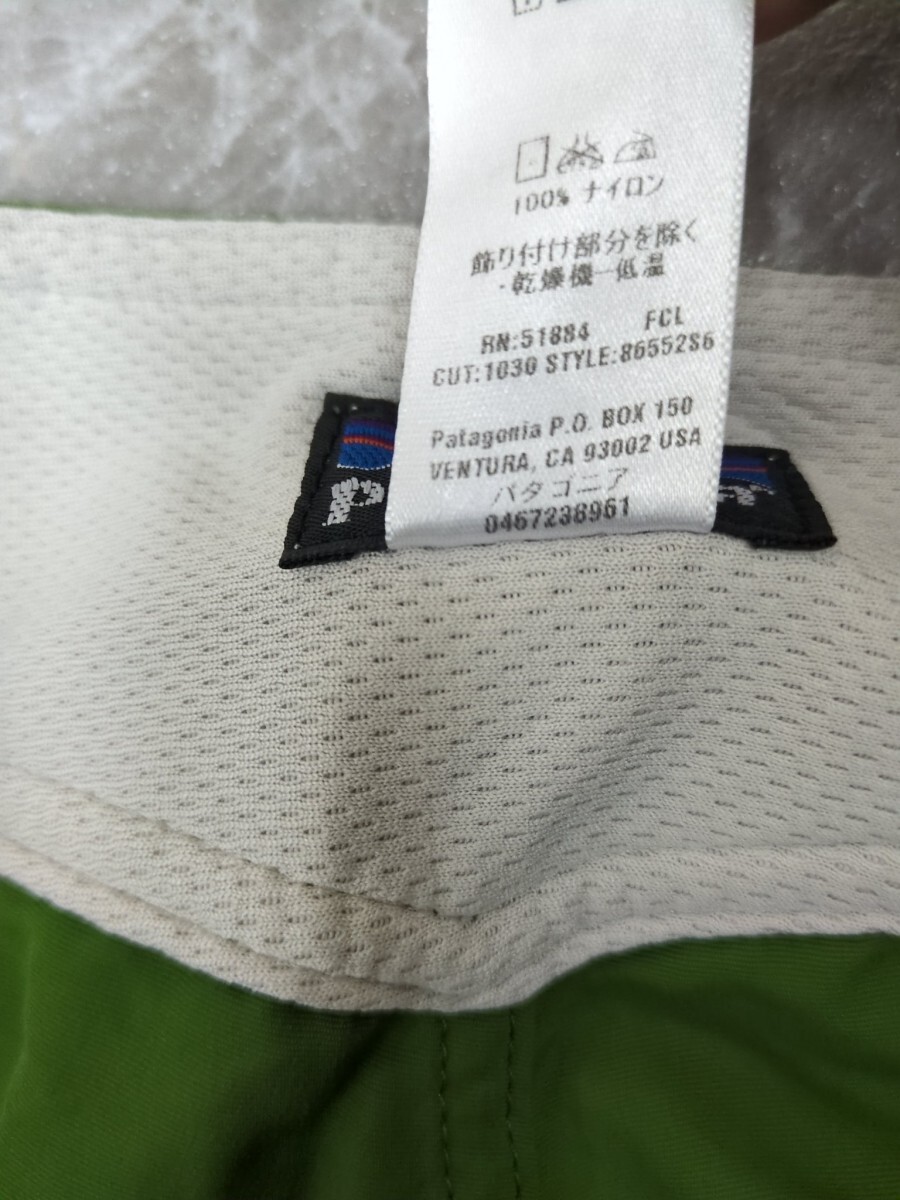 100% ナイロン
飾り付け部分を除く
・乾燥機一低温
RN:51884 FCL
CUT:1030 STYLE:86552S6
Patagonia P.O. BOX 150
VENTURA, CA 93002 USA
パタゴニア
0467238961
P